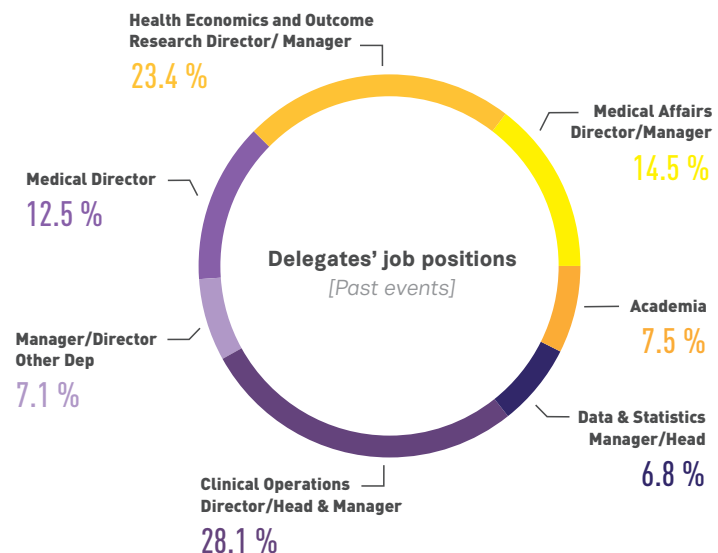 Health Economics and Outcome
Research Director/ Manager
23.4 %
Medical Affairs
Director/Manager
14.5 %
Medical Director
12.5 %
Delegates' job positions
[Past events]
Academia
7.5 %
Manager/Director
Other Dep
7.1 %
Data & Statistics
Manager/Head
6.8 %
Clinical Operations
Director/Head & Manager
28.1 %